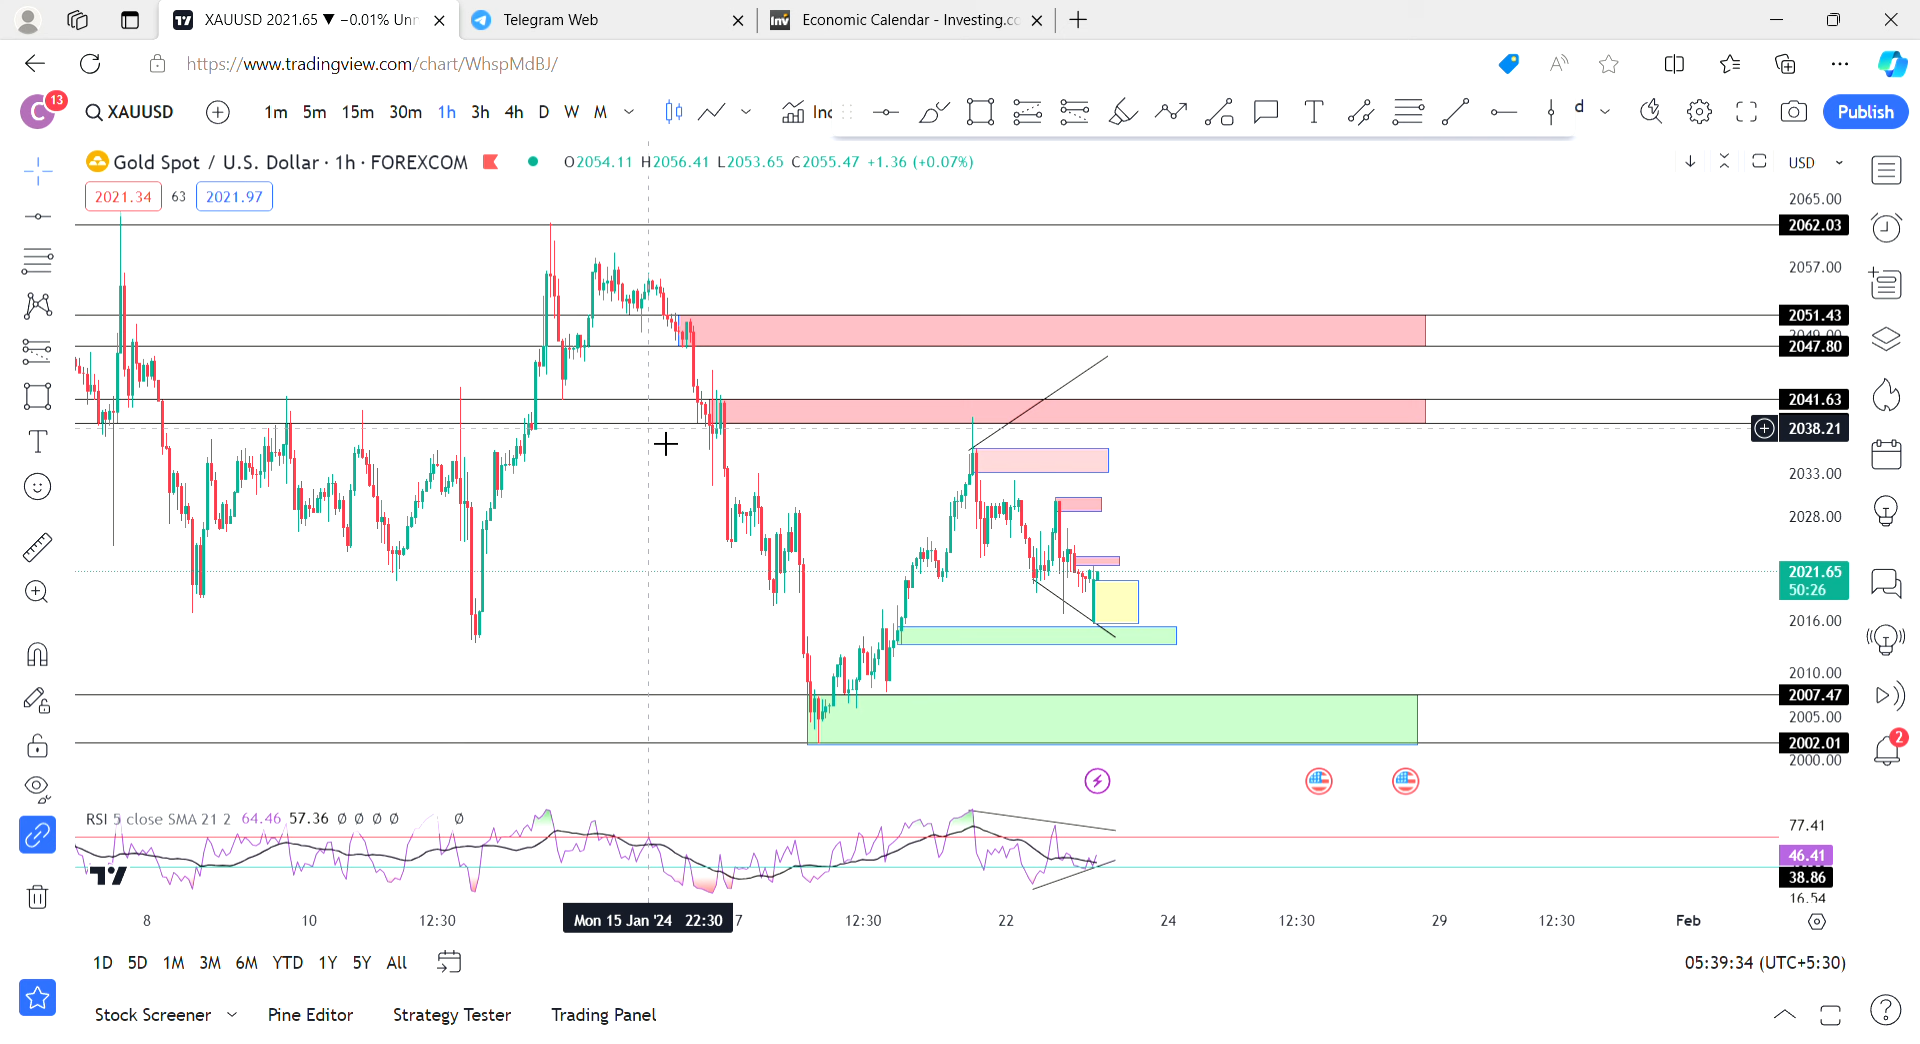 XAUUSD 2021.65 ▼ −0.01% Unn
Telegram Web
Economic Calendar - Investing.co
https://www.tradingview.com/chart/WhspMdBJ/
C 13
XAUUSD 1m 5m 15m 30m 1h 3h 4h D W M Inc T d Publish
Gold Spot / U.S. Dollar · 1h · FOREXCOM O2054.11 H2056.41 L2053.65 C2055.47 +1.36 (+0.07%) USD
2021.34 63 2021.97
2065.00
2062.03
2057.00
2051.43
2049.00
2047.80
2041.63
2038.21
2033.00
2028.00
2021.65
50:26
2016.00
2010.00
2007.47
2005.00
2002.01
2000.00
2
RSI 5 close SMA 21 2 64.46 57.36 Ø Ø Ø Ø Ø
77.41
46.41
38.86
16.54
8 10 12:30 Mon 15 Jan '24 22:30 7 12:30 22 24 12:30 29 12:30 Feb
1D 5D 1M 3M 6M YTD 1Y 5Y All 05:39:34 (UTC+5:30)
Stock Screener Pine Editor Strategy Tester Trading Panel